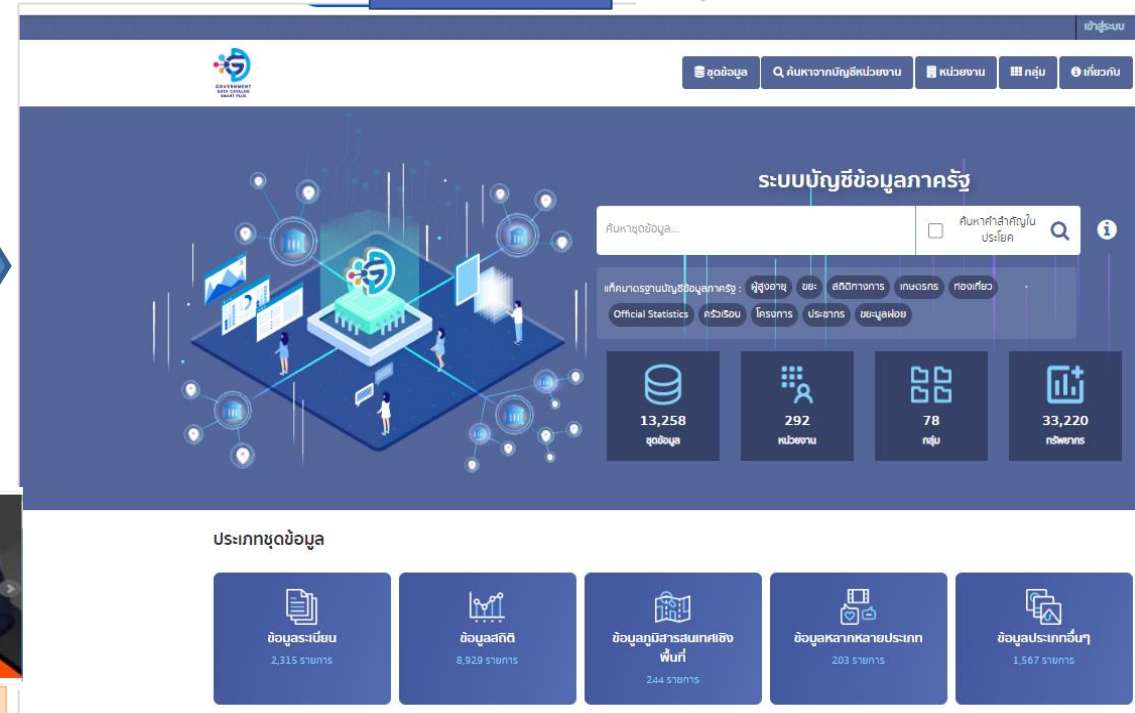 เข้าสู่ระบบ
GOVERNMENT
DATA CATALOG
SMART PLUS
ชุดข้อมูล ค้นหาจากบัญชีหน่วยงาน หน่วยงาน กลุ่ม เกี่ยวกับ
ระบบบัญชีข้อมูลภาครัฐ
ค้นหาชุดข้อมูล... ค้นหาคำสำคัญใน
ประโยค
แท็คมาตรฐานบัญชีข้อมูลภาครัฐ : ผู้สูงอายุ ขยะ สถิติทางการ เกษตรกร ท่องเที่ยว
Official Statistics ครัวเรือน โครงการ ประชากร ขยะมูลฝอย
13,258 292 78 33,220
ชุดข้อมูล หน่วยงาน กลุ่ม ทรัพยากร
ประเภทชุดข้อมูล
ข้อมูลระเบียน ข้อมูลสถิติ ข้อมูลภูมิสารสนเทศเชิง ข้อมูลหลากหลายประเภท ข้อมูลประเภทอื่นๆ
พื้นที่
2,315 รายการ 8,929 รายการ 203 รายการ 1,567 รายการ
244 รายการ